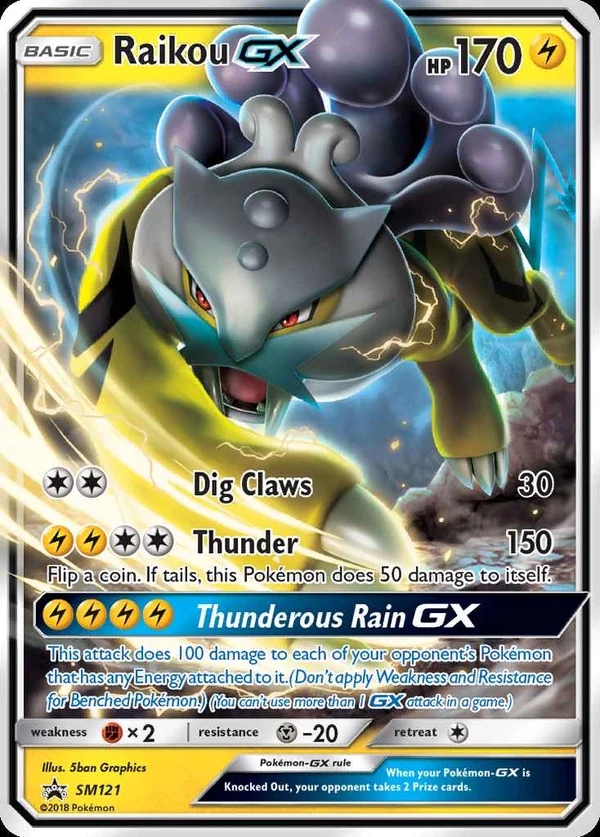 BASIC Raikou GX HP 170
Dig Claws 30
Thunder 150
Flip a coin. If tails, this Pokémon does 50 damage to itself.
Thunderous Rain GX
This attack does 100 damage to each of your opponent's Pokémon
that has any Energy attached to it. (Don't apply Weakness and Resistance
for Benched Pokémon.) (You can't use more than 1 GX attack in a game.)
weakness ×2 resistance -20 retreat
Illus. 5ban Graphics
SM121
©2018 Pokémon
Pokémon-GX rule
When your Pokémon-GX is
Knocked Out, your opponent takes 2 Prize cards.